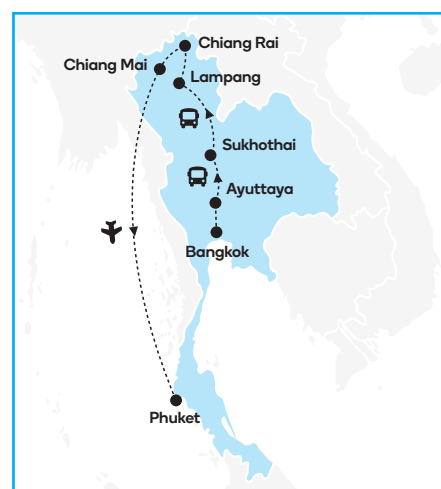 Chiang Rai
Chiang Mai
Lampang
Sukhothai
Ayuttaya
Bangkok
Phuket